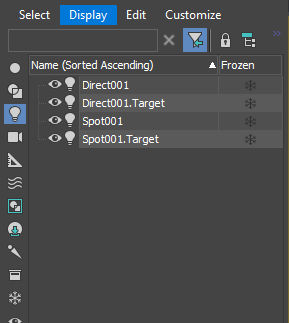 Select Display Edit Customize
Name (Sorted Ascending) Frozen
Direct001
Direct001.Target
Spot001
Spot001.Target